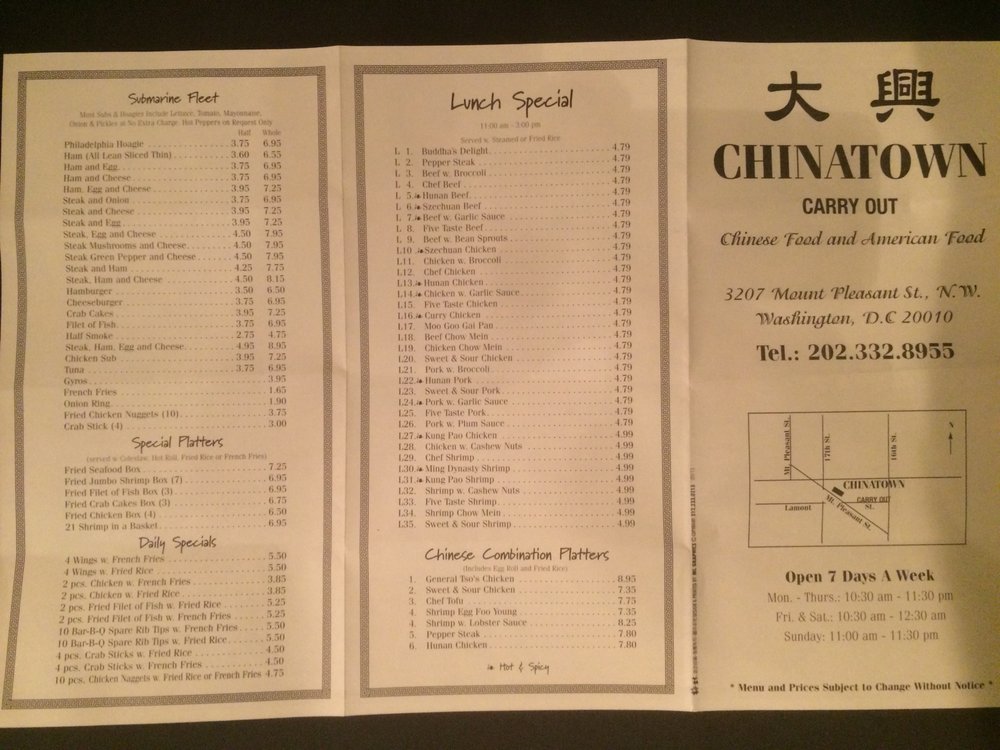 Submarine Fleet
Most Subs & Hoagies Include Lettuce, Tomato, Mayonnaise,
Onion & Pickles at No Extra Charge. Hot Peppers on Request Only
Half Whole
Philadelphia Hoagie 3.75 6.95
Ham (All Lean Sliced Thin) 3.60 6.55
Ham and Egg 3.75 6.95
Ham and Cheese 3.75 6.95
Ham, Egg and Cheese 3.95 7.25
Steak and Onion 3.75 6.95
Steak and Cheese 3.95 7.25
Steak and Egg 3.95 7.25
Steak, Egg and Cheese 4.50 7.95
Steak Mushrooms and Cheese 4.50 7.95
Steak Green Pepper and Cheese 4.50 7.95
Steak and Ham 4.25 7.75
Steak, Ham and Cheese 4.50 8.15
Hamburger 3.50 6.50
Cheeseburger 3.75 6.95
Crab Cakes 3.95 7.25
Filet of Fish 3.75 6.95
Half Smoke 2.75 4.75
Steak, Ham, Egg and Cheese 4.95 8.95
Chicken Sub 3.95 7.25
Tuna 3.75 6.95
Gyros 3.95
French Fries 1.65
Onion Ring 1.90
Fried Chicken Nuggets (10) 3.75
Crab Stick (4) 3.00
Special Platters
(served w. Coleslaw, Hot Roll, Fried Rice or French Fries)
Fried Seafood Box 7.25
Fried Jumbo Shrimp Box (7) 6.95
Fried Filet of Fish Box (3) 6.95
Fried Crab Cakes Box (3) 6.75
Fried Chicken Box (4) 6.50
21 Shrimp in a Basket 6.95
Daily Specials
4 Wings w. French Fries 5.50
4 Wings w. Fried Rice 5.50
2 pcs. Chicken w. French Fries 3.85
2 pcs. Chicken w. Fried Rice 3.85
2 pcs. Fried Filet of Fish w. Fried Rice 5.25
2 pcs. Fried Filet of Fish w. French Fries 5.25
10 Bar-B-Q Spare Rib Tips w. French Fries 5.50
10 Bar-B-Q Spare Rib Tips w. Fried Rice 5.50
4 pcs. Crab Sticks w. Fried Rice 4.50
4 pcs. Crab Sticks w. French Fries 4.50
10 pcs. Chicken Nuggets w. Fried Rice or French Fries 4.75
Lunch Special
11:00 am - 3:00 pm
Served w. Steamed or Fried Rice
L 1. Buddha's Delight 4.79
L 2. Pepper Steak 4.79
L 3. Beef w. Broccoli 4.79
L 4. Chef Beef 4.79
L 5. Hunan Beef 4.79
L 6. Szechuan Beef 4.79
L 7. Beef w. Garlic Sauce 4.79
L 8. Five Taste Beef 4.79
L 9. Beef w. Bean Sprouts 4.79
L10. Szechuan Chicken 4.79
L11. Chicken w. Broccoli 4.79
L12. Chef Chicken 4.79
L13. Hunan Chicken 4.79
L14. Chicken w. Garlic Sauce 4.79
L15. Five Taste Chicken 4.79
L16. Curry Chicken 4.79
L17. Moo Goo Gai Pan 4.79
L18. Beef Chow Mein 4.79
L19. Chicken Chow Mein 4.79
L20. Sweet & Sour Chicken 4.79
L21. Pork w. Broccoli 4.79
L22. Hunan Pork 4.79
L23. Sweet & Sour Pork 4.79
L24. Pork w. Garlic Sauce 4.79
L25. Five Taste Pork 4.79
L26. Pork w. Plum Sauce 4.79
L27. Kung Pao Chicken 4.99
L28. Chicken w. Cashew Nuts 4.99
L29. Chef Shrimp 4.99
L30. Ming Dynasty Shrimp 4.99
L31. Kung Pao Shrimp 4.99
L32. Shrimp w. Cashew Nuts 4.99
L33. Five Taste Shrimp 4.99
L34. Shrimp Chow Mein 4.99
L35. Sweet & Sour Shrimp 4.99
Chinese Combination Platters
(Includes Egg Roll and Fried Rice)
1. General Tso's Chicken 8.95
2. Sweet & Sour Chicken 7.35
3. Chef Tofu 7.75
4. Shrimp Egg Foo Young 7.35
4. Shrimp w. Lobster Sauce 8.25
5. Pepper Steak 7.80
6. Hunan Chicken 7.80
Hot & Spicy
大興
CHINATOWN
CARRY OUT
Chinese Food and American Food
3207 Mount Pleasant St., N.W.
Washington, D.C 20010
Tel.: 202.332.8955
Mt. Pleasant St.
17th St.
16th St.
N
CHINATOWN
CARRY OUT
Lamont
St.
Mt. Pleasant St.
Open 7 Days A Week
Mon. - Thurs.: 10:30 am - 11:30 pm
Fri. & Sat.: 10:30 am - 12:30 am
Sunday: 11:00 am - 11:30 pm
* Menu and Prices Subject to Change Without Notice *